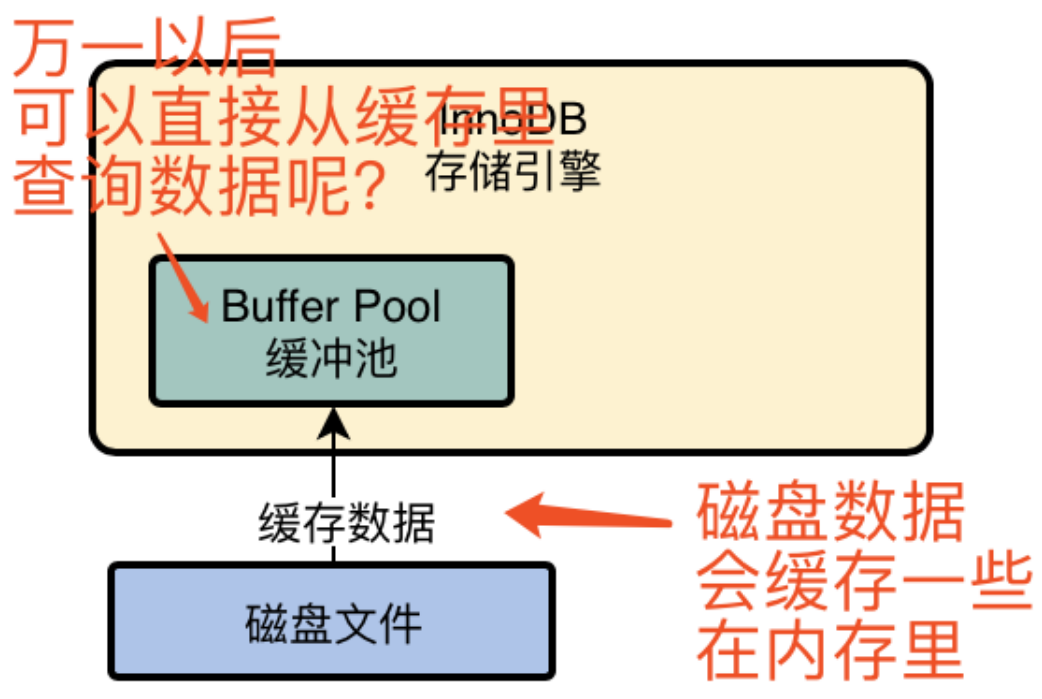 万一以后
可以直接从缓存里
查询数据呢?
InnoDB
存储引擎
Buffer Pool
缓冲池
缓存数据
磁盘文件
磁盘数据
会缓存一些
在内存里